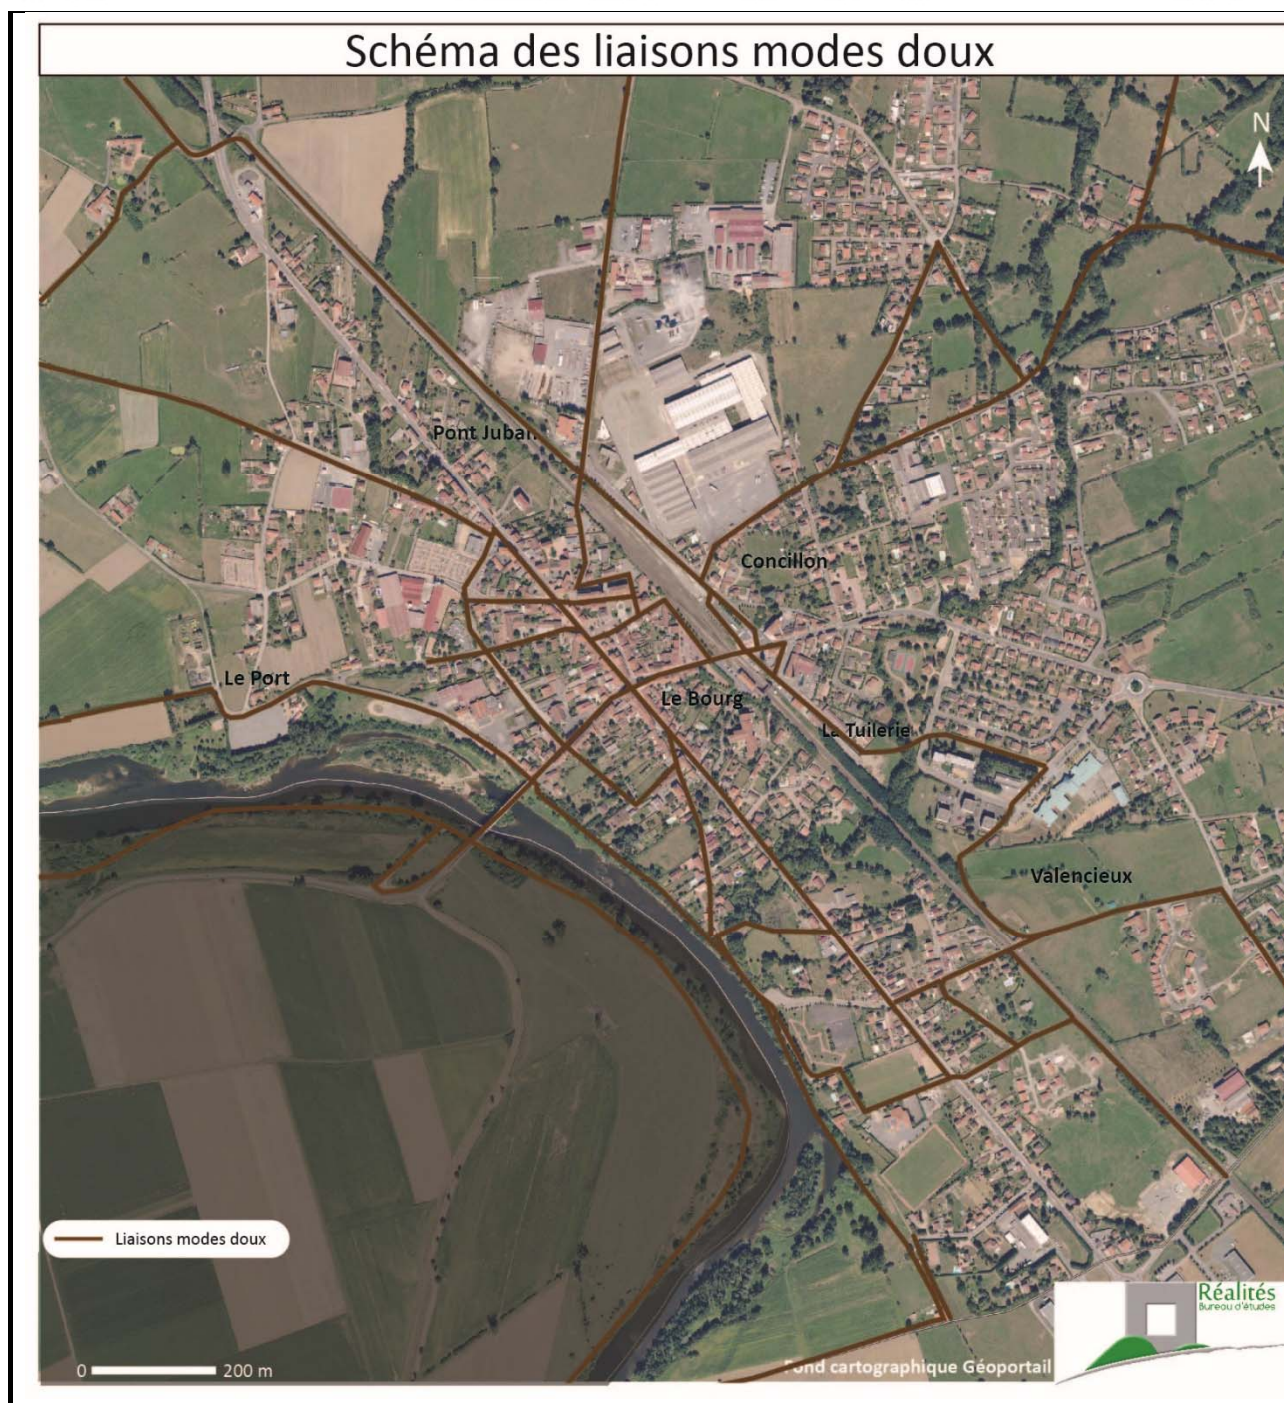 Schéma des liaisons modes doux
N
Pont Juban
Concillon
Le Port
Le Bourg
La Tuilerie
Valencieux
Liaisons modes doux
Réalités
Bureau d'études
0 200 m
Fond cartographique Géoportail